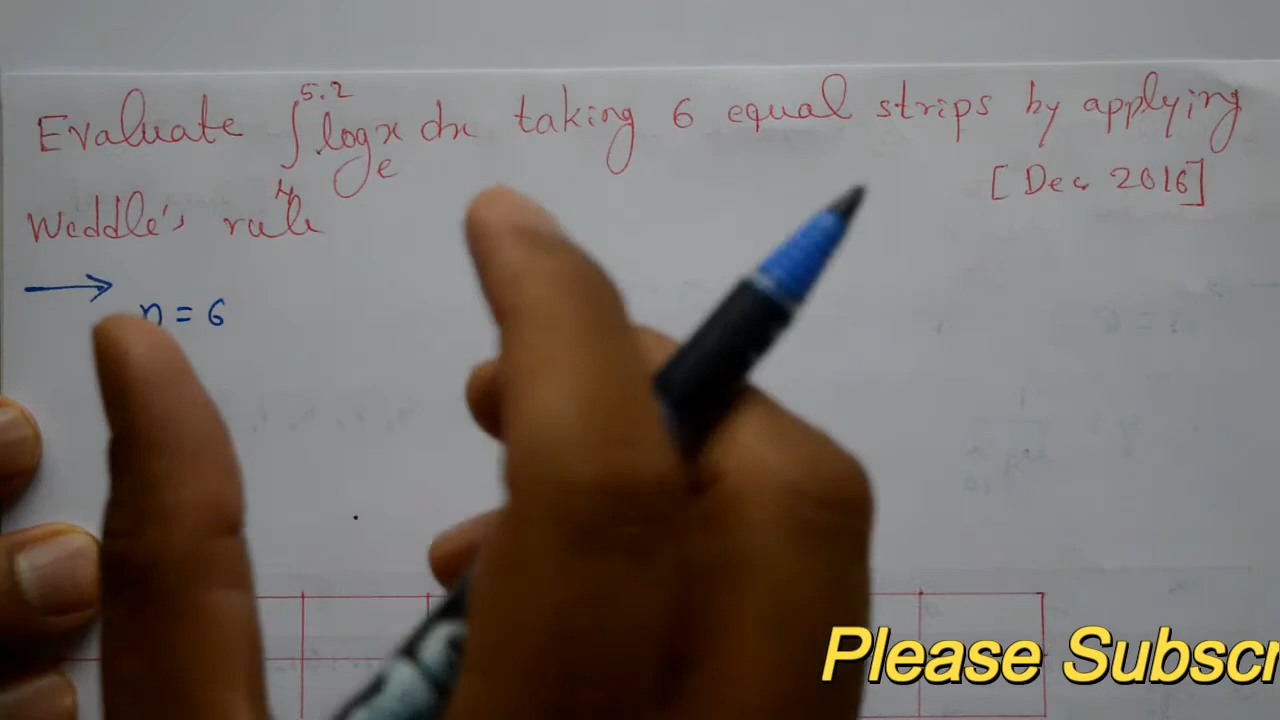 Evaluate ∫₄^5.2 logₑx dx taking 6 equal strips by applying
Weddle's rule [Dec 2016]
n = 6
Please Subscr